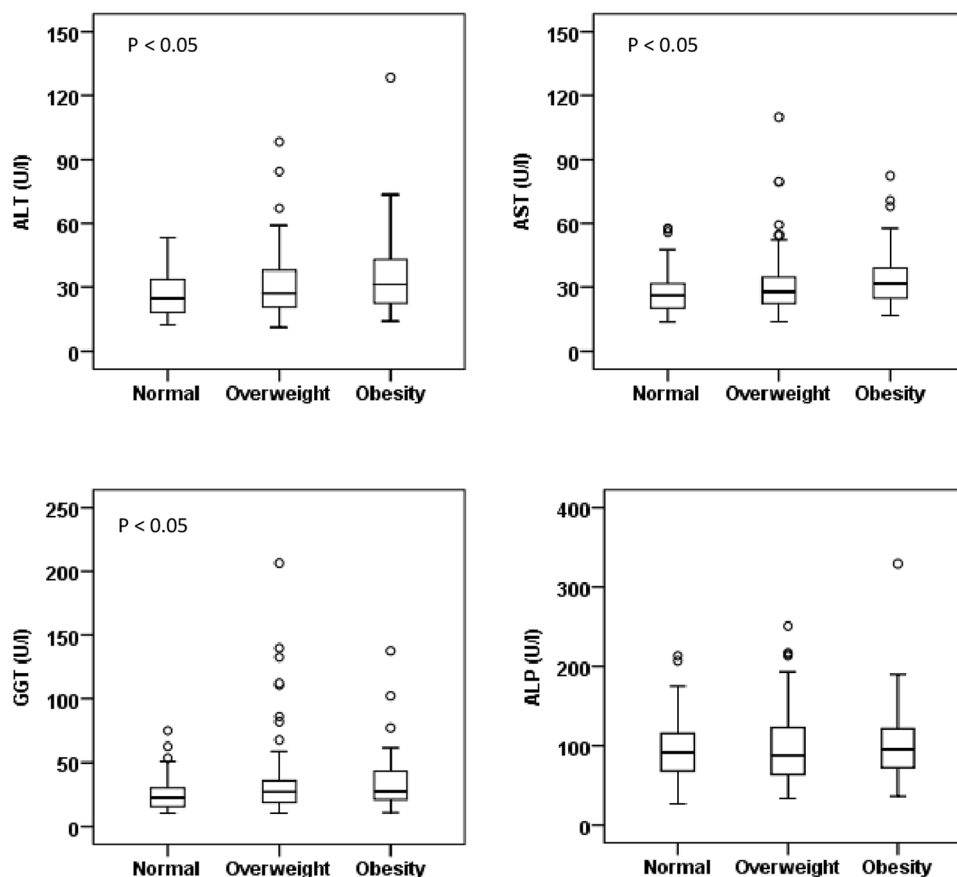 150
120
90
60
30
0
ALT (U/l)
P < 0.05
Normal Overweight Obesity
150
120
90
60
30
0
AST (U/l)
P < 0.05
Normal Overweight Obesity
250
200
150
100
50
0
GGT (U/l)
P < 0.05
Normal Overweight Obesity
400
300
200
100
0
ALP (U/l)
Normal Overweight Obesity